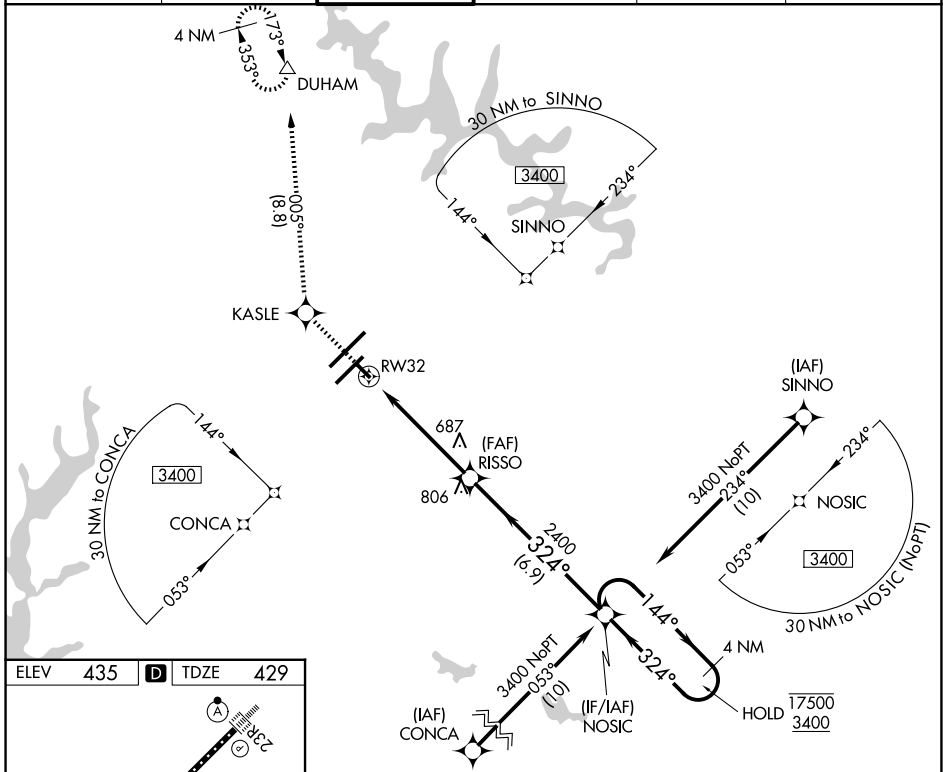 4 NM
173°
353°
DUHAM
30 NM to SINNO
3400
234°
144°
SINNO
005°
(8.8)
KASLE
RW32
(IAF)
SINNO
687
(FAF)
RISSO
806
144°
30 NM to CONCA
3400
CONCA
053°
3400 NoPT
234°
(10)
234°
NOSIC
053°
3400
30 NM to NOSIC (NoPT)
2400
324°
(6.9)
144°
324°
4 NM
HOLD
17500
3400
3400 NoPT
053°
(10)
(IAF)
CONCA
(IF/IAF)
NOSIC
ELEV 435 D TDZE 429
A
23R
P